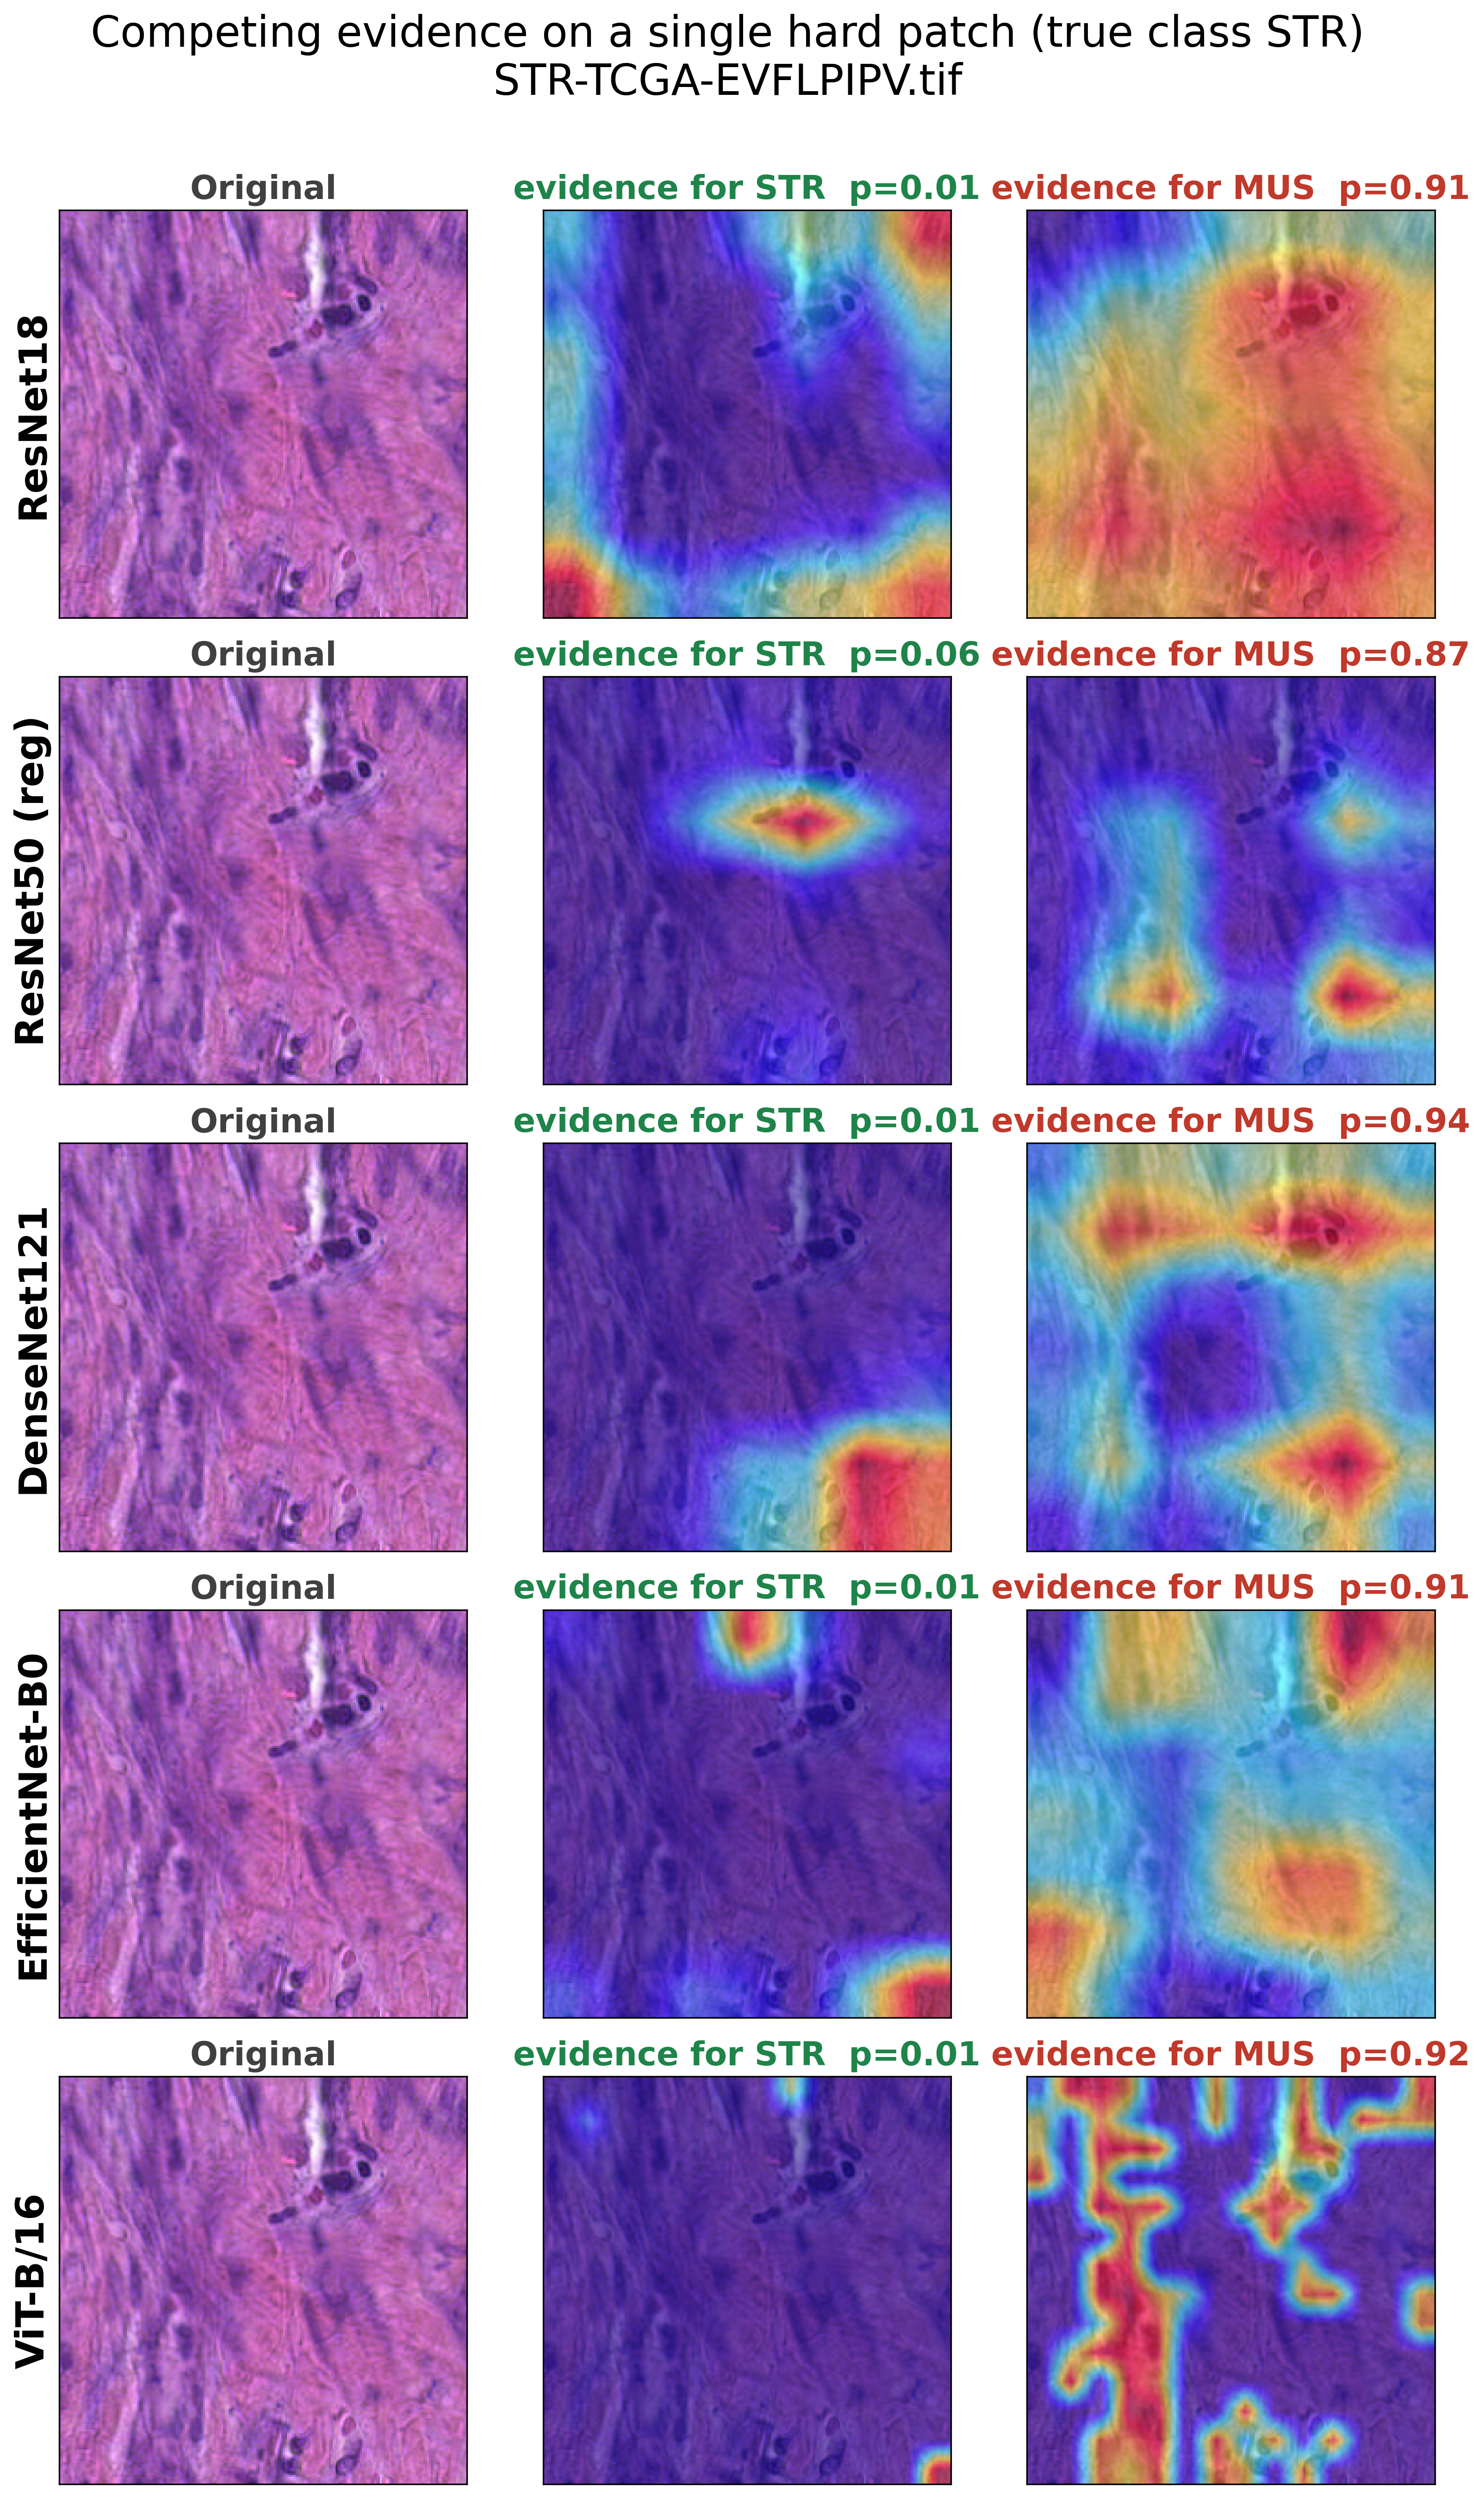 Competing evidence on a single hard patch (true class STR)
STR-TCGA-EVFLPIPV.tif
Original
evidence for STR p=0.01
evidence for MUS p=0.91
ResNet18
Original
evidence for STR p=0.06
evidence for MUS p=0.87
ResNet50 (reg)
Original
evidence for STR p=0.01
evidence for MUS p=0.94
DenseNet121
Original
evidence for STR p=0.01
evidence for MUS p=0.91
EfficientNet-B0
Original
evidence for STR p=0.01
evidence for MUS p=0.92
ViT-B/16